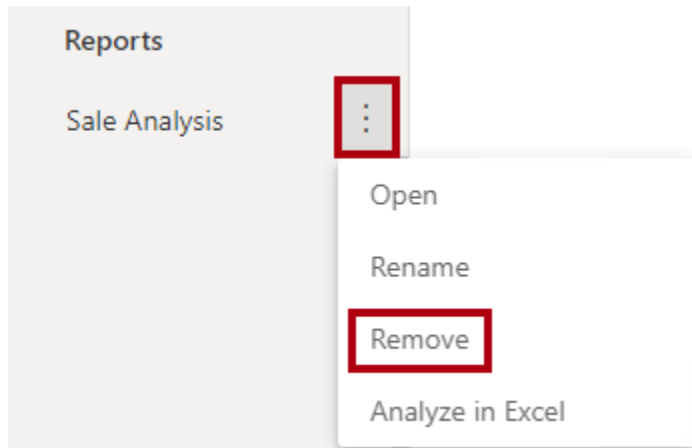 Reports
Sale Analysis
Open
Rename
Remove
Analyze in Excel